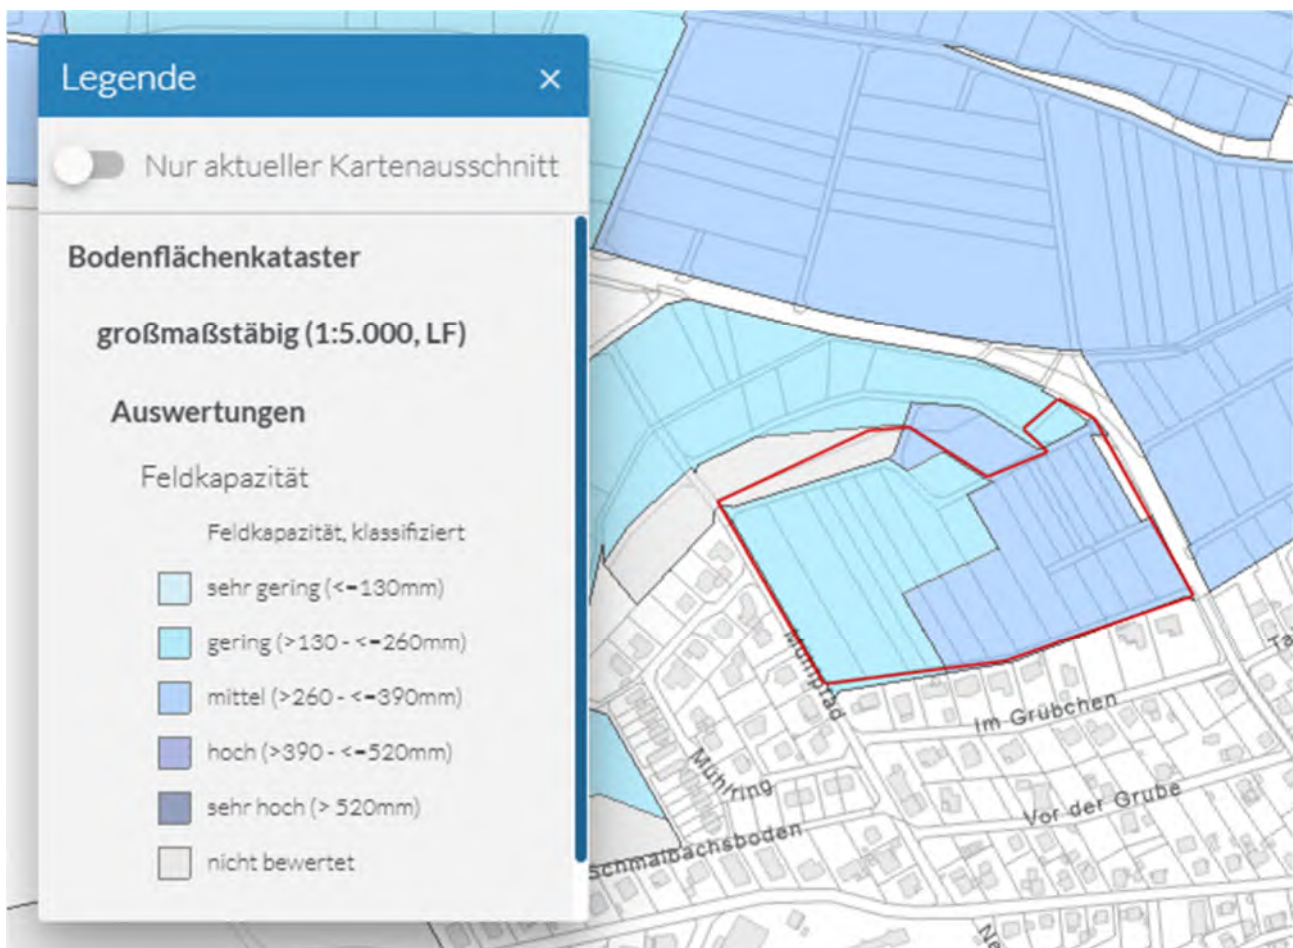 Legende ×
Nur aktueller Kartenausschnitt
Bodenflächenkataster
großmaßstäbig (1:5.000, LF)
Auswertungen
Feldkapazität
Feldkapazität, klassifiziert
sehr gering (<=130mm)
gering (>130 - <=260mm)
mittel (>260 - <=390mm)
hoch (>390 - <=520mm)
sehr hoch (> 520mm)
nicht bewertet
Mühlpfad
Im Grübchen
Mühlring
Vor der Grube
Schmalbachsboden